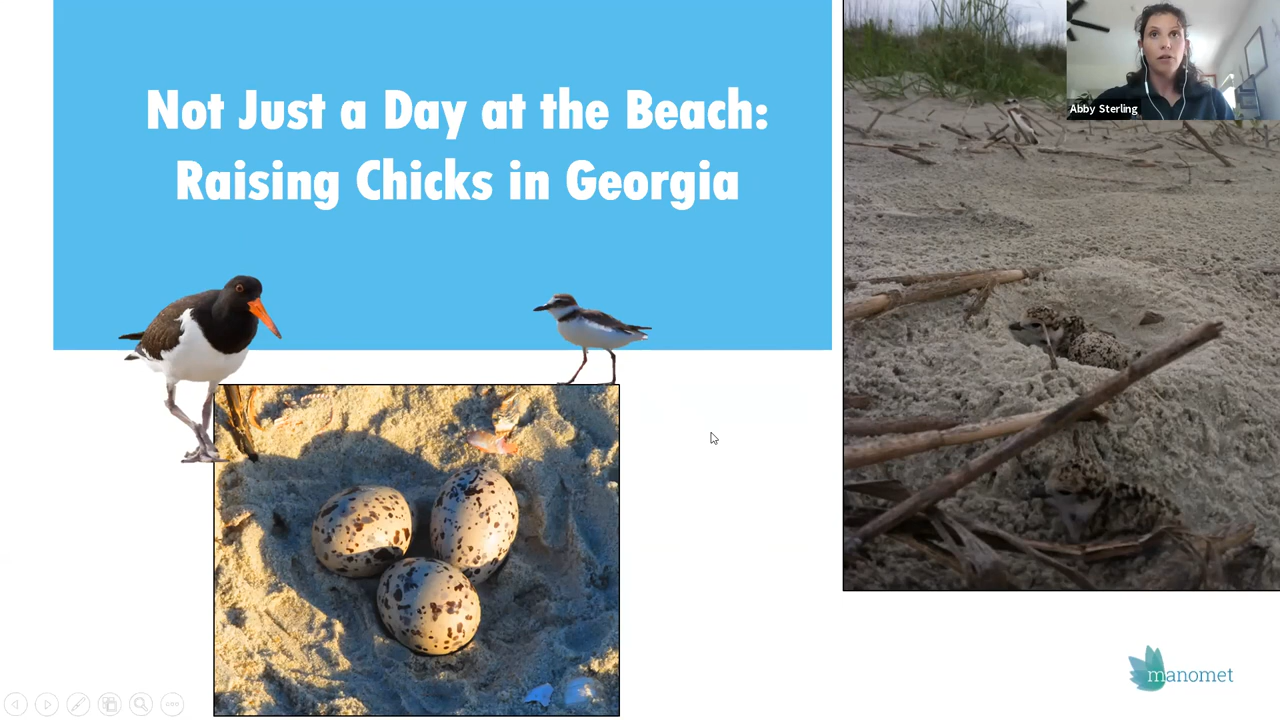 Not Just a Day at the Beach:
Raising Chicks in Georgia
Abby Sterling
manomet